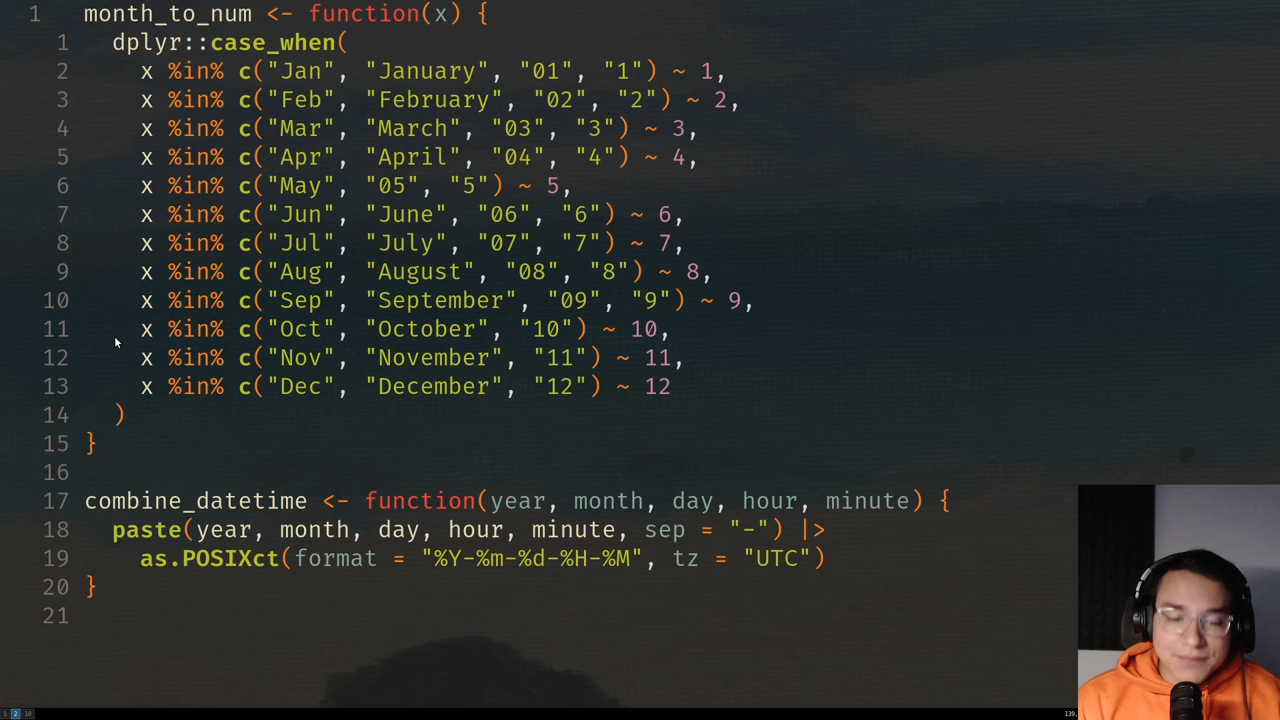 1 month_to_num <- function(x) {
1 dplyr::case_when(
2 x %in% c("Jan", "January", "01", "1") ~ 1,
3 x %in% c("Feb", "February", "02", "2") ~ 2,
4 x %in% c("Mar", "March", "03", "3") ~ 3,
5 x %in% c("Apr", "April", "04", "4") ~ 4,
6 x %in% c("May", "05", "5") ~ 5,
7 x %in% c("Jun", "June", "06", "6") ~ 6,
8 x %in% c("Jul", "July", "07", "7") ~ 7,
9 x %in% c("Aug", "August", "08", "8") ~ 8,
10 x %in% c("Sep", "September", "09", "9") ~ 9,
11 x %in% c("Oct", "October", "10") ~ 10,
12 x %in% c("Nov", "November", "11") ~ 11,
13 x %in% c("Dec", "December", "12") ~ 12
14 )
15 }
16
17 combine_datetime <- function(year, month, day, hour, minute) {
18 paste(year, month, day, hour, minute, sep = "-") |>
19 as.POSIXct(format = "%Y-%m-%d-%H-%M", tz = "UTC")
20 }
21
1 2 10